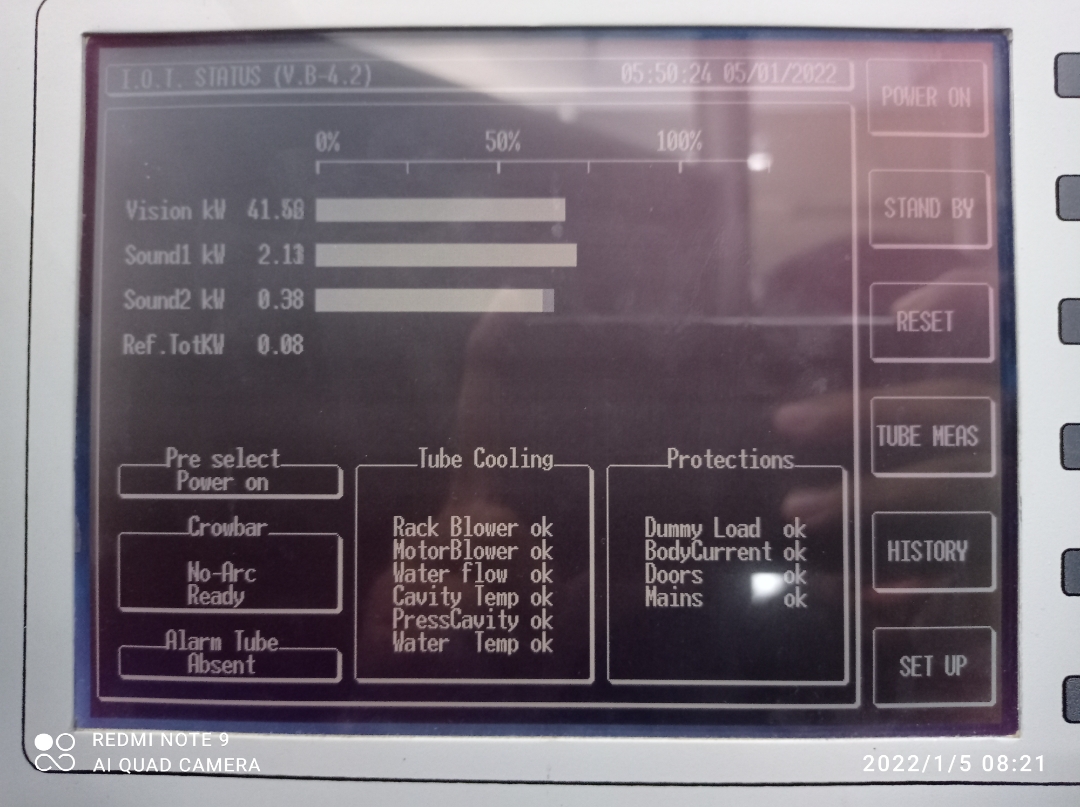 I.O.T. STATUS (V.B-4.2) 05:50:24 05/01/2022
POWER ON
0% 50% 100%
Vision kW
STAND BY
Sound1 kW
Sound2 kW 0.38
RESET
Ref.TotKW 0.08
TUBE MEAS
Pre select
Power on
Crowbar
No-Arc
Ready
Alarm Tube
Absent
Tube Cooling
Rack Blower ok
MotorBlower ok
Water flow ok
Cavity Temp ok
PressCavity ok
Water Temp ok
Protections
Dummy Load ok
BodyCurrent ok
Doors ok
Mains ok
HISTORY
SET UP
REDMI NOTE 9
AI QUAD CAMERA
2022/1/5 08:21